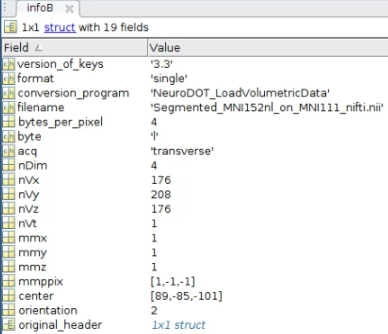 infoB
1x1 struct with 19 fields
Field Value
version_of_keys '3.3'
format 'single'
conversion_program 'NeuroDOT_LoadVolumetricData'
filename 'Segmented_MNI152nl_on_MNI111_nifti.nii'
bytes_per_pixel 4
byte 'l'
acq 'transverse'
nDim 4
nVx 176
nVy 208
nVz 176
nVt 1
mmx 1
mmy 1
mmz 1
mmppix [1,-1,-1]
center [89,-85,-101]
orientation 2
original_header 1x1 struct